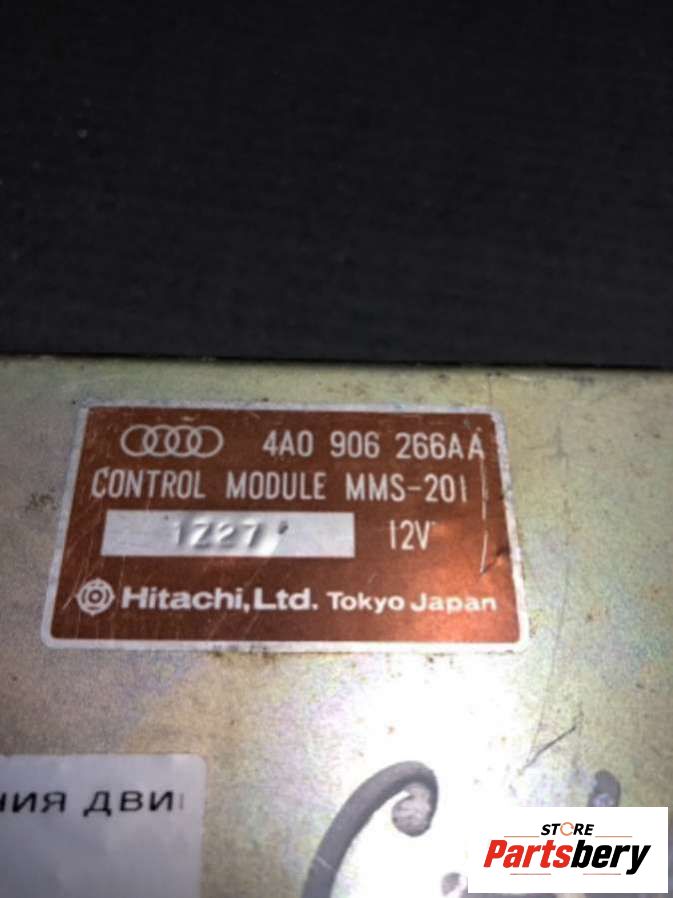 4A0 906 266AA
CONTROL MODULE MMS-201
1Z27
12V
Hitachi, Ltd. Tokyo Japan
ния дви
STORE
Partsbery